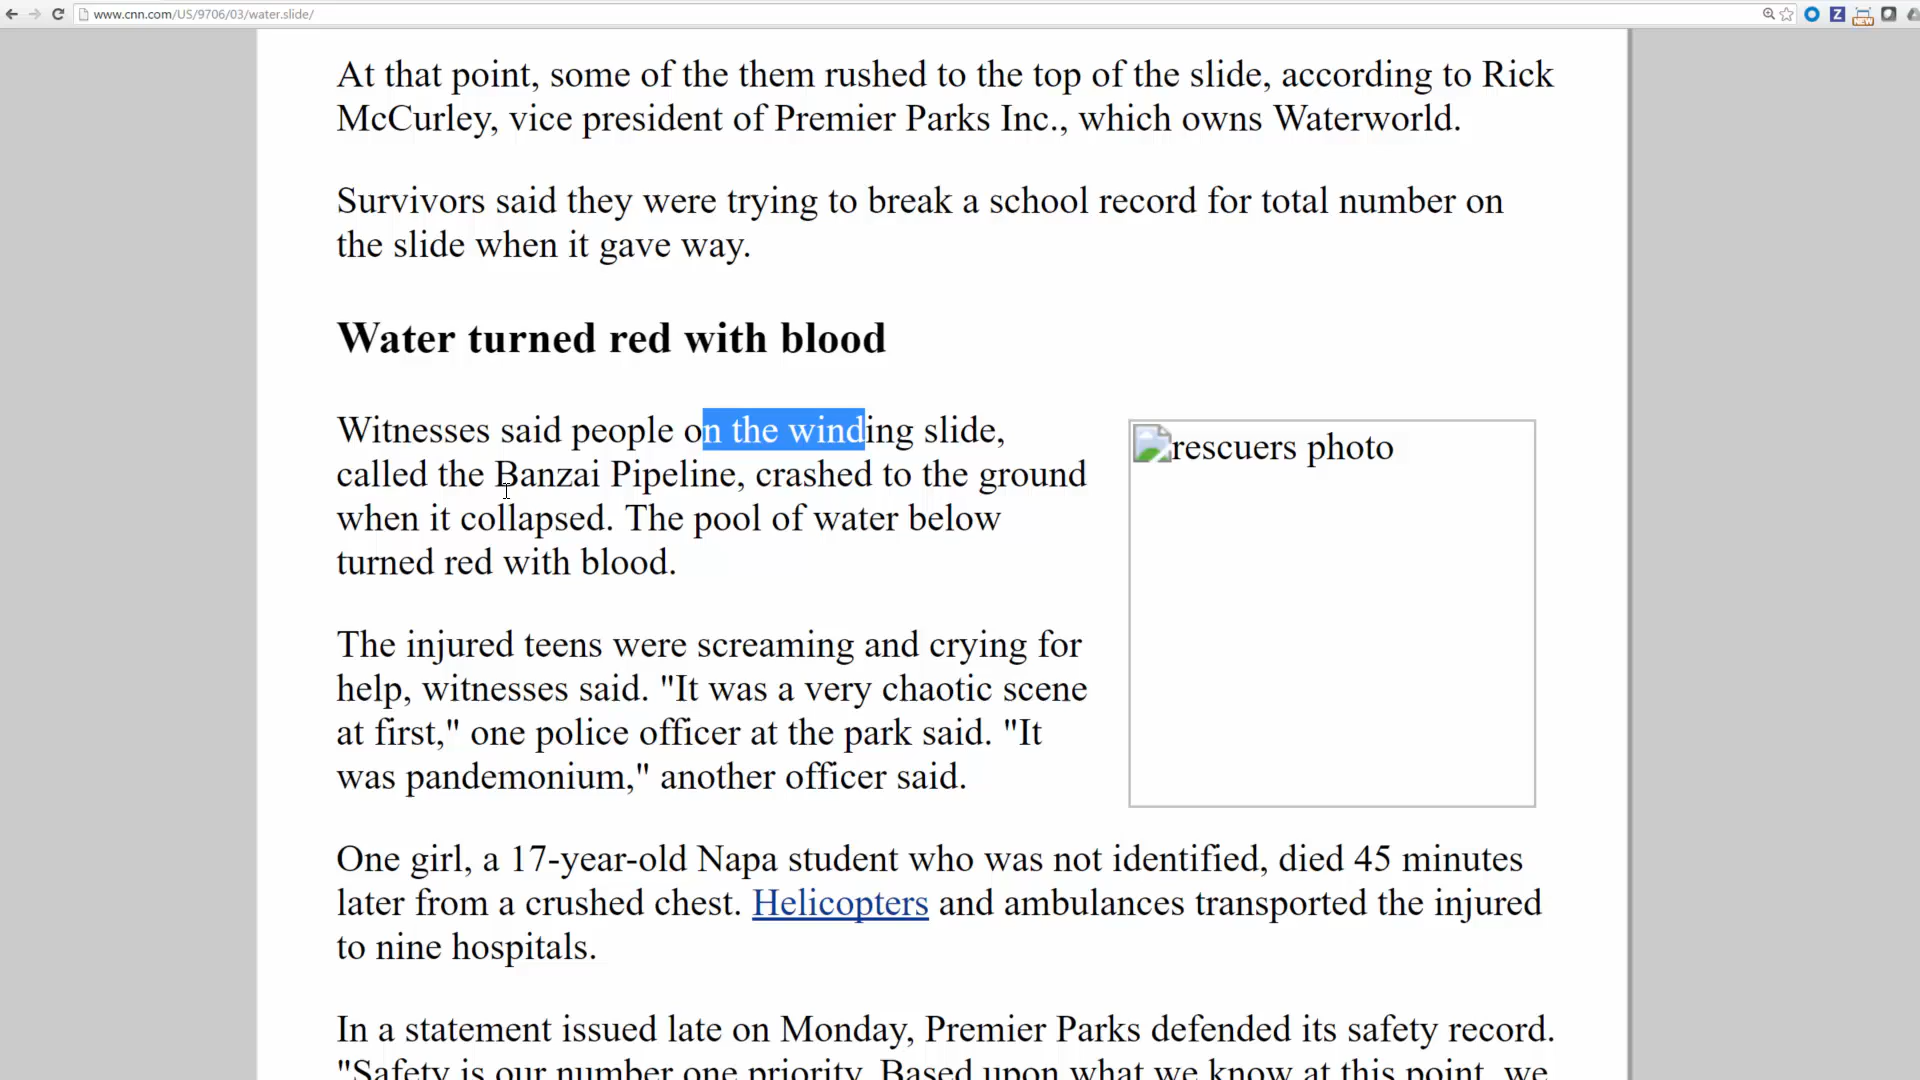 www.cnn.com/US/9706/03/water.slide/
At that point, some of the them rushed to the top of the slide, according to Rick
McCurley, vice president of Premier Parks Inc., which owns Waterworld.
Survivors said they were trying to break a school record for total number on
the slide when it gave way.
Water turned red with blood
Witnesses said people on the winding slide,
called the Banzai Pipeline, crashed to the ground
when it collapsed. The pool of water below
turned red with blood.
rescuers photo
The injured teens were screaming and crying for
help, witnesses said. "It was a very chaotic scene
at first," one police officer at the park said. "It
was pandemonium," another officer said.
One girl, a 17-year-old Napa student who was not identified, died 45 minutes
later from a crushed chest. Helicopters and ambulances transported the injured
to nine hospitals.
In a statement issued late on Monday, Premier Parks defended its safety record.
"Safety is our number one priority. Based upon what we know at this point, we